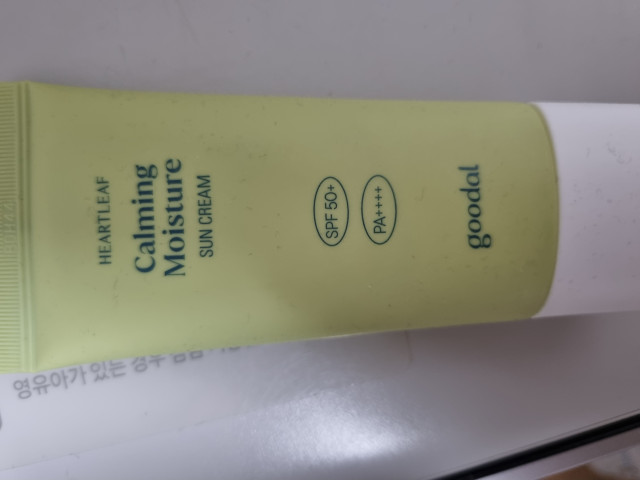 HEARTLEAF
Calming
Moisture
SUN CREAM
SPF 50+
PA++++
goodal
영유아가 있는 경우